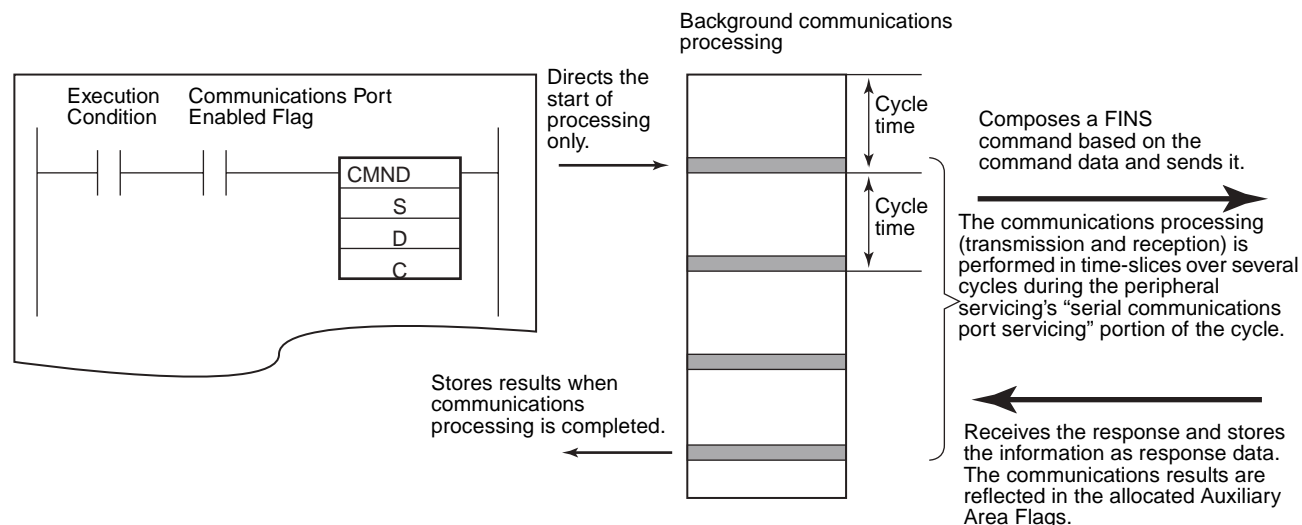 Background communications
processing
Execution
Condition
Communications Port
Enabled Flag
CMND
S
D
C
Directs the
start of
processing
only.
Cycle
time
Cycle
time
Composes a FINS
command based on the
command data and sends it.
The communications processing
(transmission and reception) is
performed in time-slices over several
cycles during the peripheral
servicing's “serial communications
port servicing” portion of the cycle.
Stores results when
communications
processing is completed.
Receives the response and stores
the information as response data.
The communications results are
reflected in the allocated Auxiliary
Area Flags.